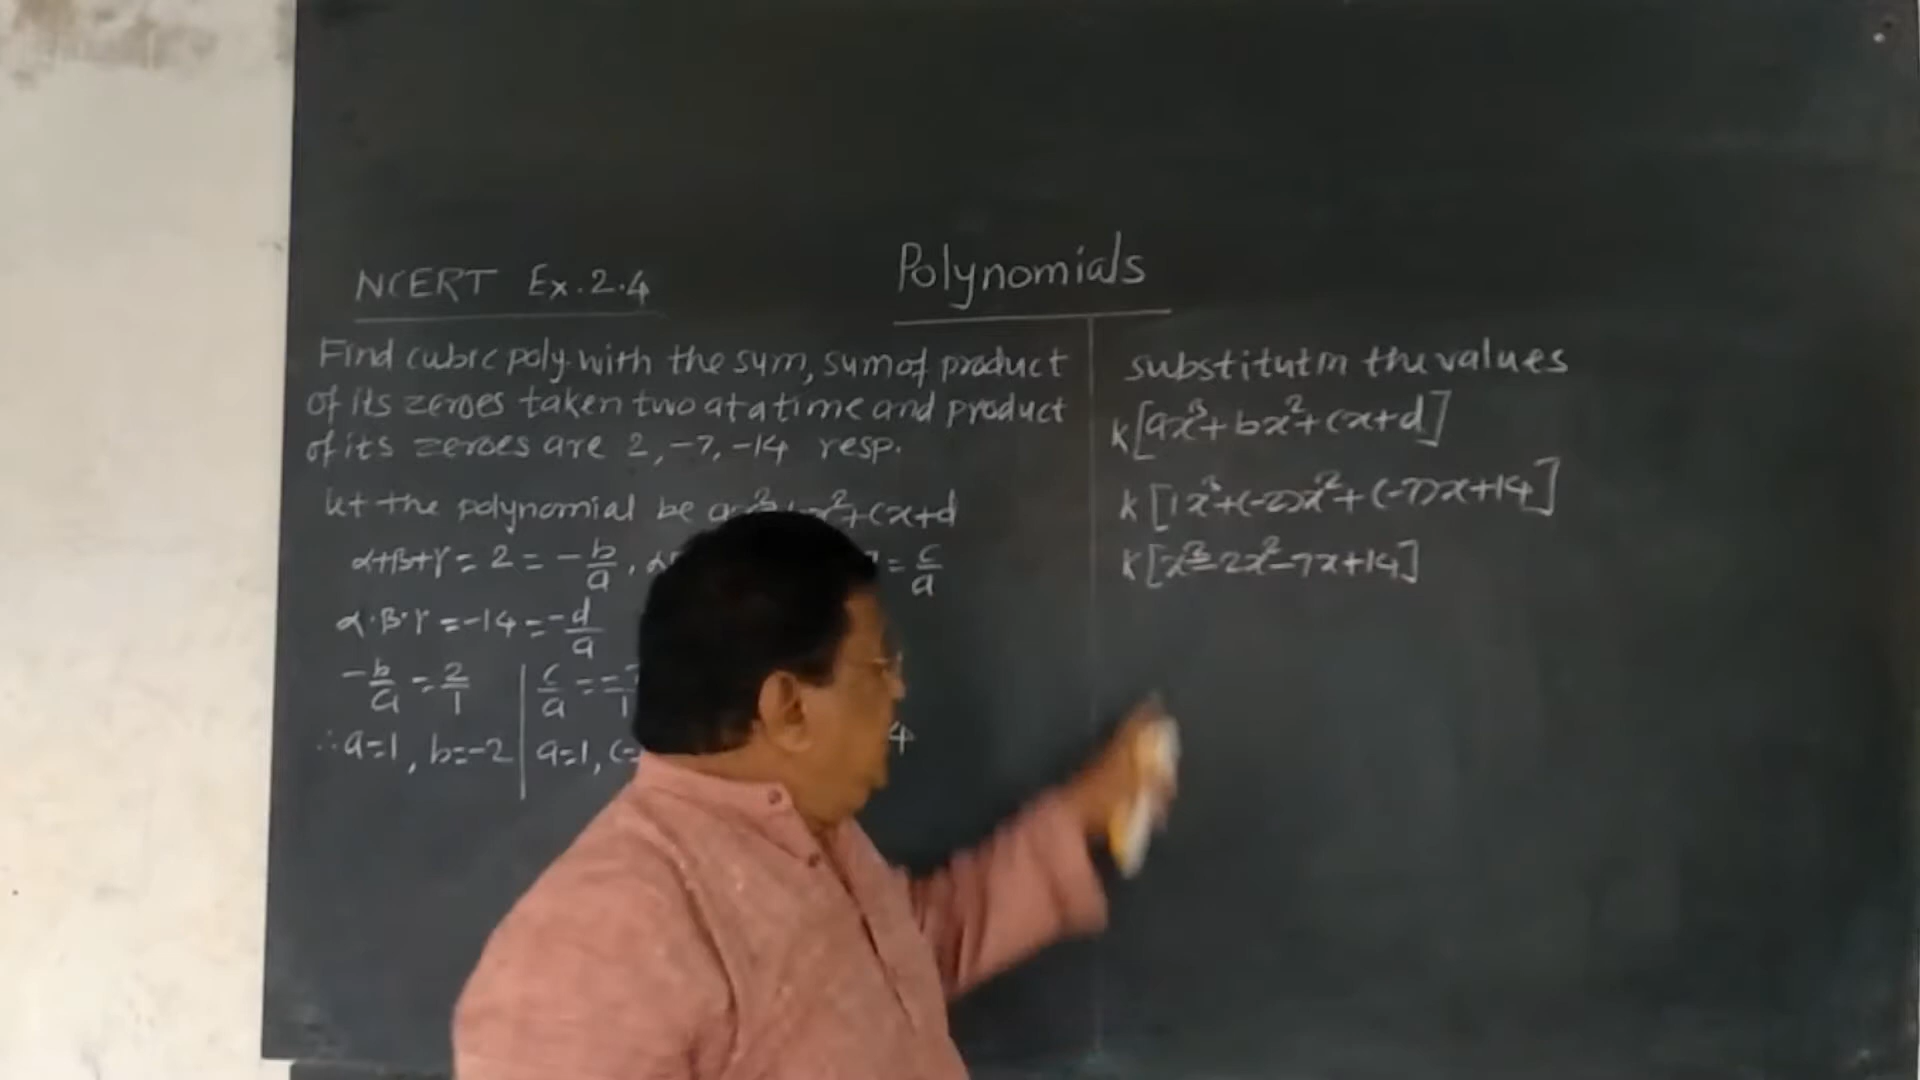 Polynomials
NCERT Ex.2.4
Find cubic poly. with the sum, sum of product
of its zeroes taken two at a time and product
of its zeroes are 2, -7, -14 resp.
let the polynomial be x²+cx+d
α+β+γ = 2 = -b/a, = c/a
α·β·γ = -14 = -d/a
-b/a = 2/1 | c/a =
∴ a=1, b=-2 | a=1, c= 4
substitutin the values
k[ax³+bx²+cx+d]
k[1x³+(-2)x²+(-7)x+14]
k[x³-2x²-7x+14]